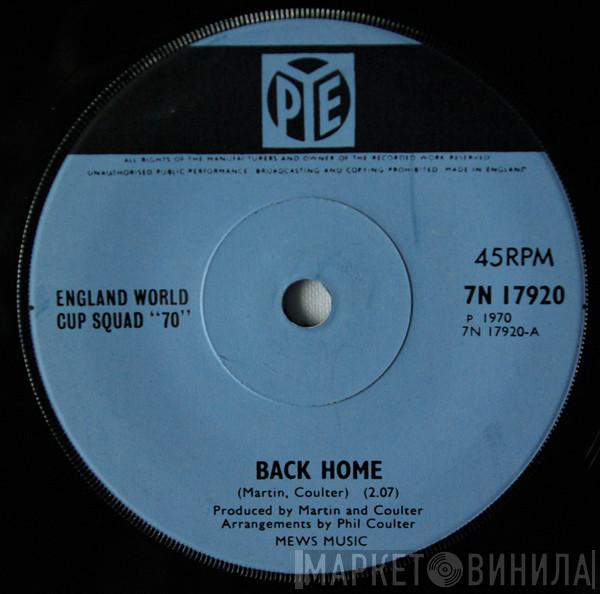 PYE
ALL RIGHTS OF THE MANUFACTURERS AND OWNER OF THE RECORDED WORK RESERVED
UNAUTHORISED PUBLIC PERFORMANCE BROADCASTING AND COPYING PROHIBITED MADE IN ENGLAND
45RPM
ENGLAND WORLD
CUP SQUAD "70"
7N 17920
P 1970
7N 17920-A
BACK HOME
(Martin, Coulter) (2.07)
Produced by Martin and Coulter
Arrangements by Phil Coulter
MEWS MUSIC
МАРКЕТ ВИНИЛА